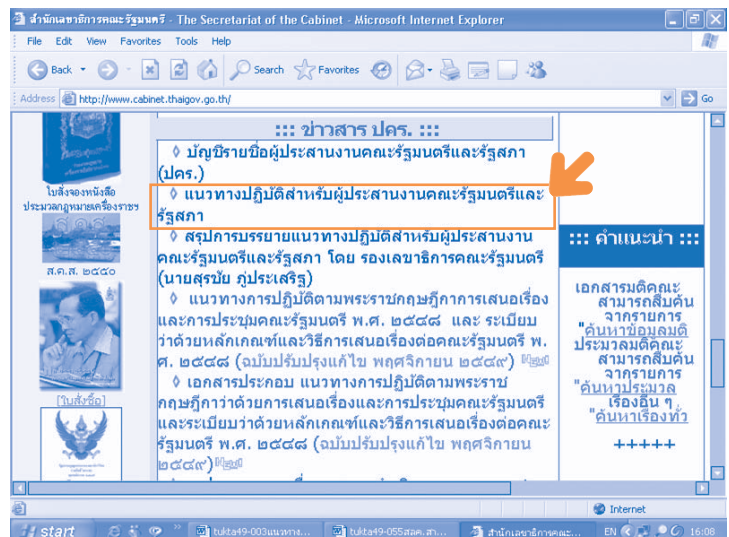 สำนักเลขาธิการคณะรัฐมนตรี - The Secretariat of the Cabinet - Microsoft Internet Explorer
File Edit View Favorites Tools Help
Back Search Favorites
Address http://www.cabinet.thaigov.go.th/ Go
::: ข่าวสาร ปคร. :::
◊ บัญชีรายชื่อผู้ประสานงานคณะรัฐมนตรีและรัฐสภา
(ปคร.)
◊ แนวทางปฏิบัติสำหรับผู้ประสานงานคณะรัฐมนตรีและ
รัฐสภา
◊ สรุปการบรรยายแนวทางปฏิบัติสำหรับผู้ประสานงาน
คณะรัฐมนตรีและรัฐสภา โดย รองเลขาธิการคณะรัฐมนตรี
(นายสุรชัย ภู่ประเสริฐ)
◊ แนวทางการปฏิบัติตามพระราชกฤษฎีกาการเสนอเรื่อง
และการประชุมคณะรัฐมนตรี พ.ศ. ๒๕๔๘ และ ระเบียบ
ว่าด้วยหลักเกณฑ์และวิธีการเสนอเรื่องต่อคณะรัฐมนตรี พ.
ศ. ๒๕๔๘ (ฉบับปรับปรุงแก้ไข พฤศจิกายน ๒๕๔๙)
◊ เอกสารประกอบ แนวทางการปฏิบัติตามพระราช
กฤษฎีกาว่าด้วยการเสนอเรื่องและการประชุมคณะรัฐมนตรี
และระเบียบว่าด้วยหลักเกณฑ์และวิธีการเสนอเรื่องต่อคณะ
รัฐมนตรี พ.ศ. ๒๕๔๘ (ฉบับปรับปรุงแก้ไข พฤศจิกายน
๒๕๔๙)
ใบสั่งจองหนังสือ
ประมวลกฎหมายเครื่องราชฯ
ส.ค.ส. ๒๕๕๐
[ใบสั่งซื้อ]
::: คำแนะนำ :::
เอกสารมติคณะ
สามารถสืบค้น
จากรายการ
"ค้นหาข้อมูลมติ
ประมวลมติคณะ
สามารถสืบค้น
จากรายการ
"ค้นหาประมวล
เรื่องอื่น ๆ
"ค้นหาเรื่องทั่ว
+++++
Internet
start tukta49-003แนวทาง... tukta49-055สลค. สา... สำนักเลขาธิการคณะ... EN 16:08